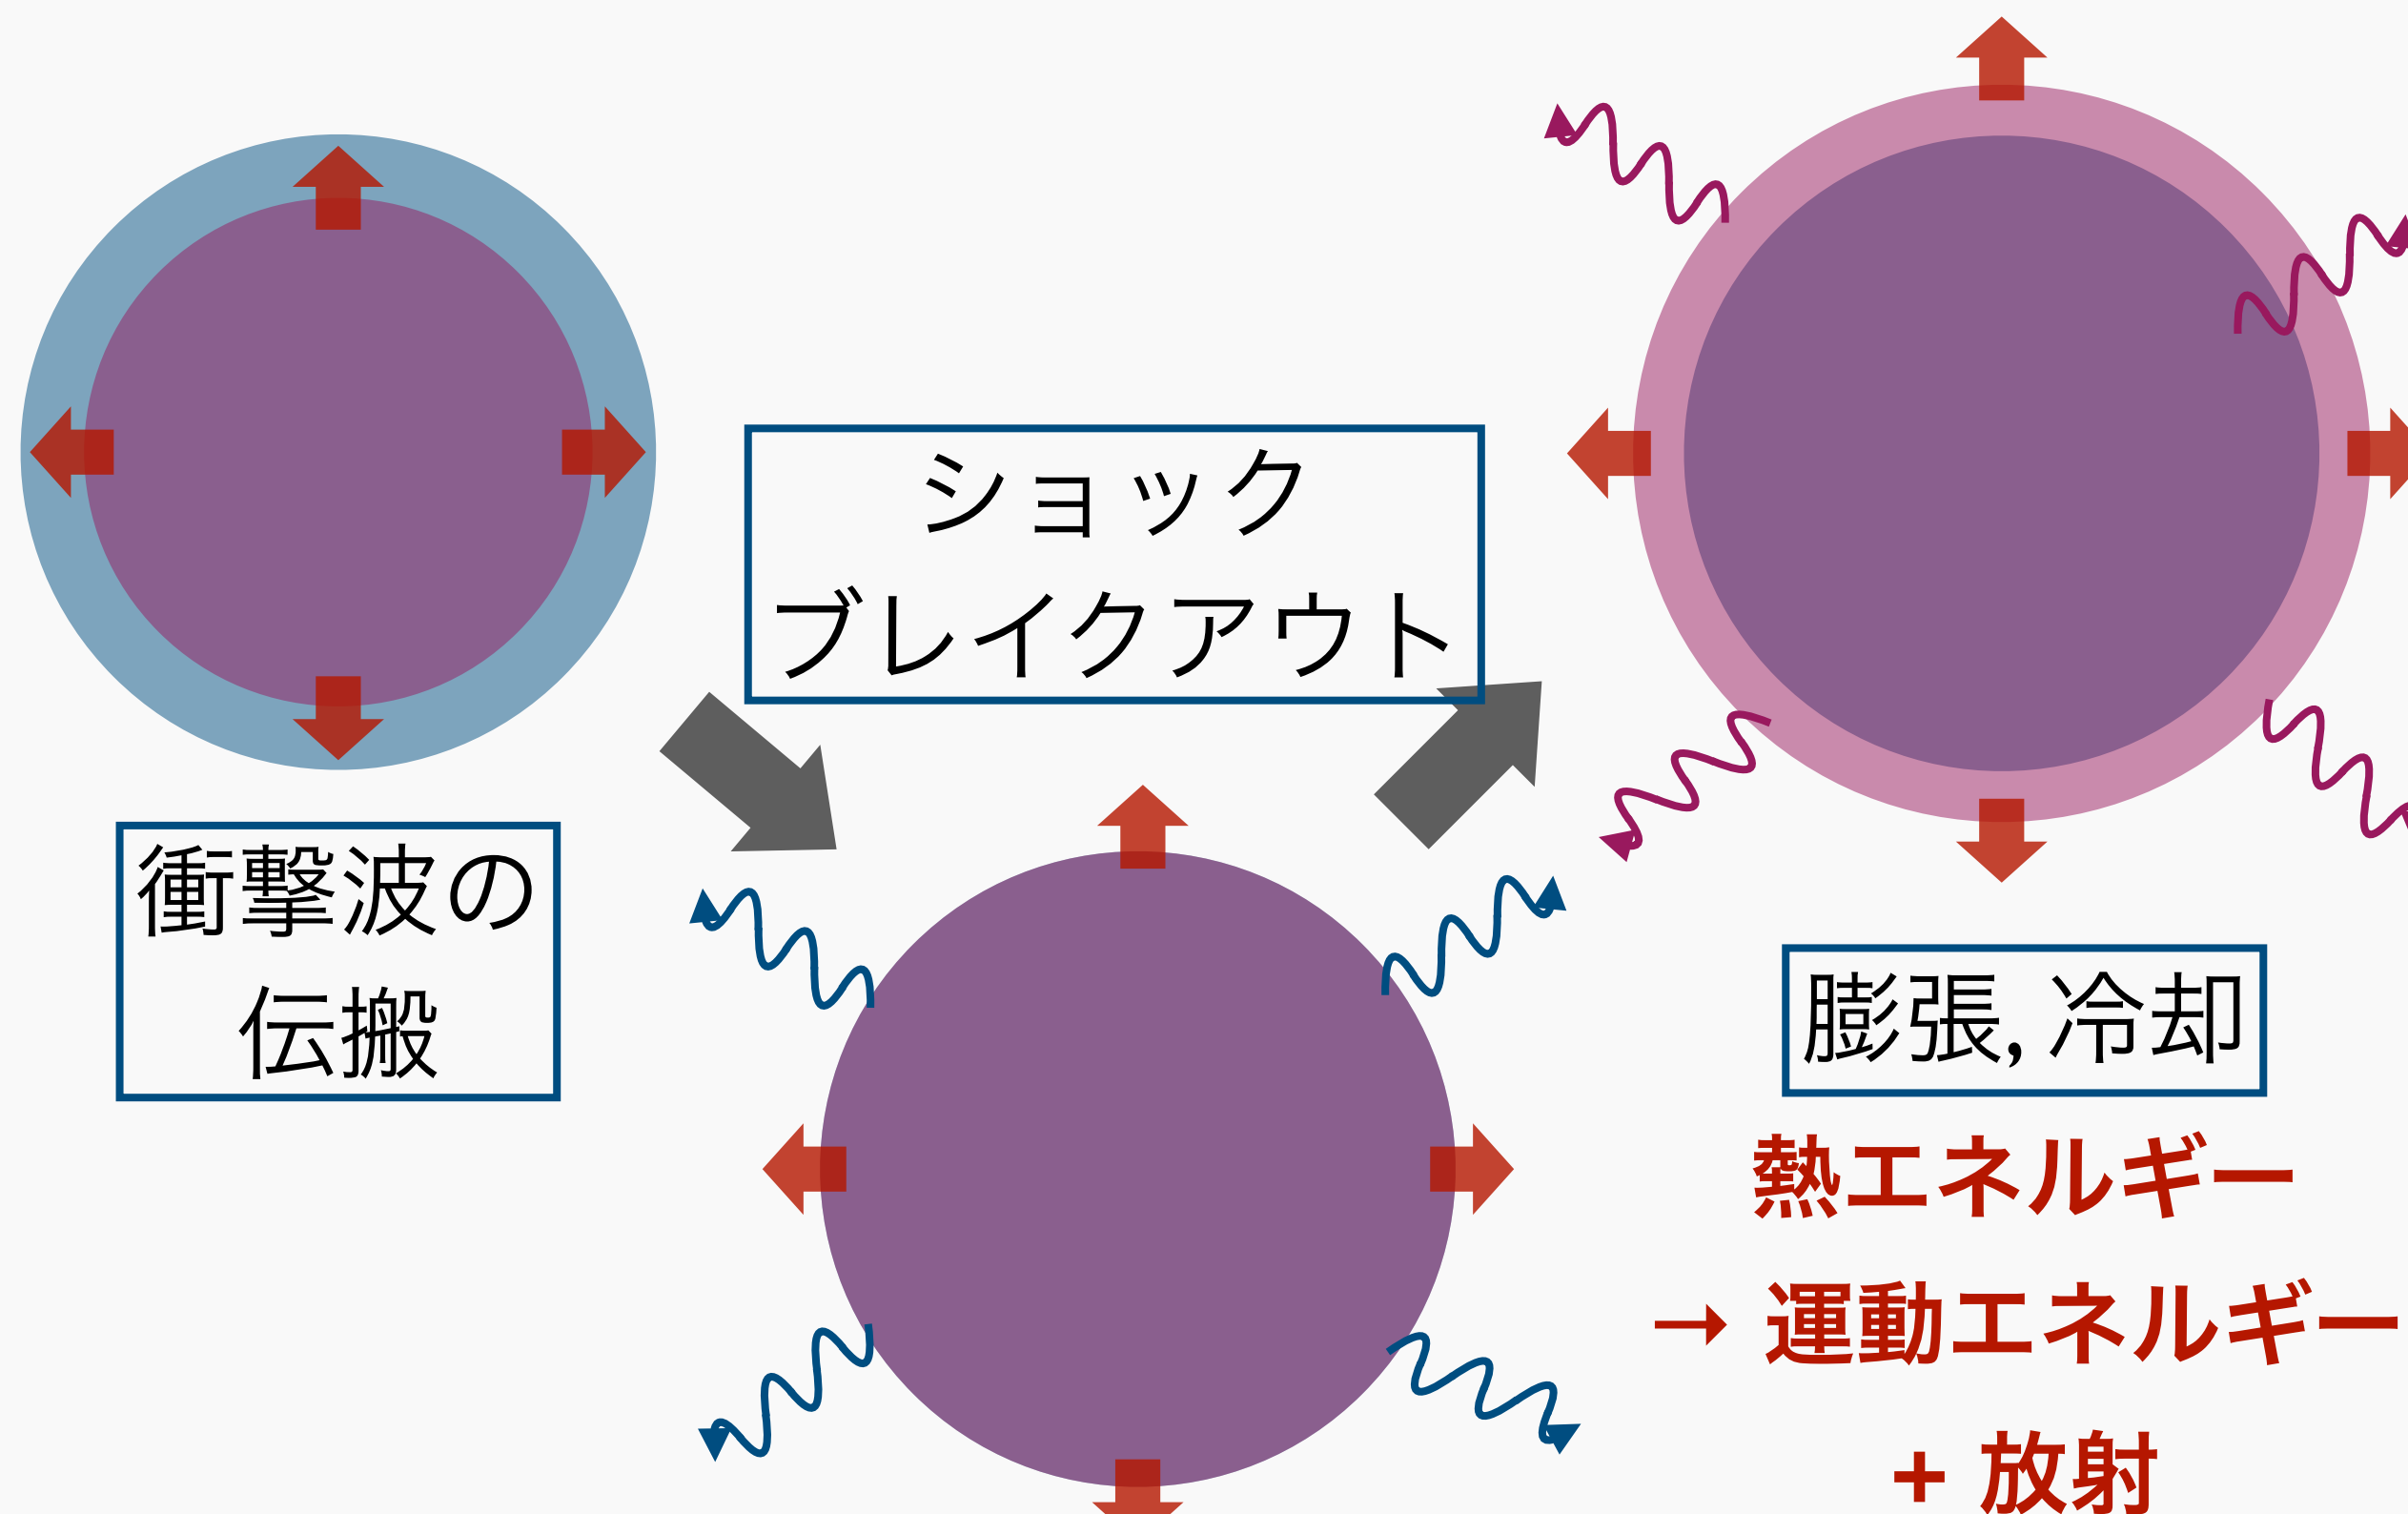 衝撃波の
伝搬
ショック
ブレイクアウト
膨張, 冷却
熱エネルギー
→ 運動エネルギー
+ 放射